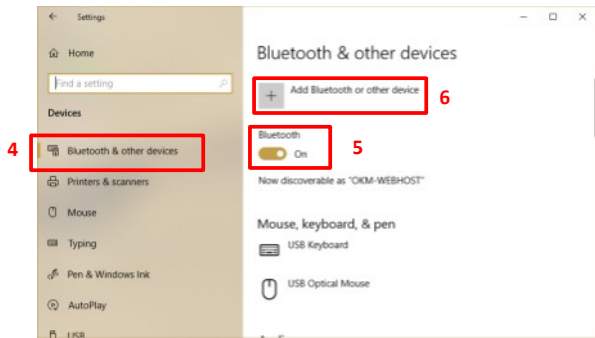 Settings
Home
Find a setting
Devices
4
Bluetooth & other devices
Printers & scanners
Mouse
Typing
Pen & Windows Ink
AutoPlay
USB
Bluetooth & other devices
Add Bluetooth or other device
6
Bluetooth
On
5
Now discoverable as "OKM-WEBHOST"
Mouse, keyboard, & pen
USB Keyboard
USB Optical Mouse